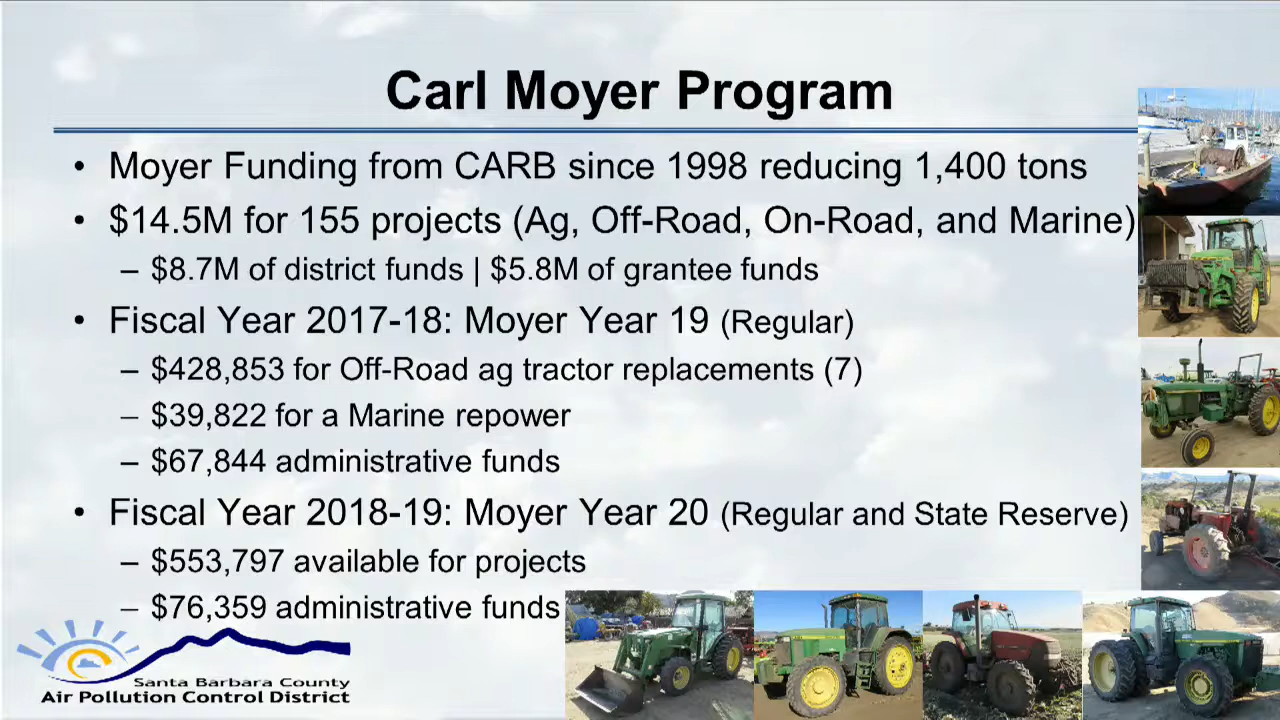 Carl Moyer Program
• Moyer Funding from CARB since 1998 reducing 1,400 tons
• $14.5M for 155 projects (Ag, Off-Road, On-Road, and Marine)
– $8.7M of district funds | $5.8M of grantee funds
• Fiscal Year 2017-18: Moyer Year 19 (Regular)
– $428,853 for Off-Road ag tractor replacements (7)
– $39,822 for a Marine repower
– $67,844 administrative funds
• Fiscal Year 2018-19: Moyer Year 20 (Regular and State Reserve)
– $553,797 available for projects
– $76,359 administrative funds
Santa Barbara County
Air Pollution Control District